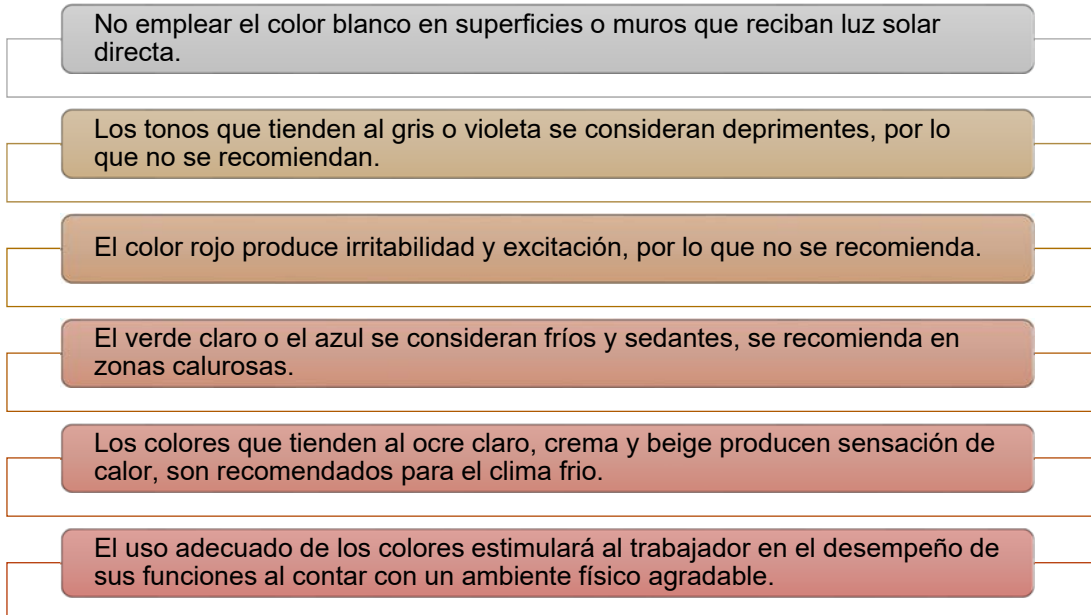 No emplear el color blanco en superficies o muros que reciban luz solar
directa.
Los tonos que tienden al gris o violeta se consideran deprimentes, por lo
que no se recomiendan.
El color rojo produce irritabilidad y excitación, por lo que no se recomienda.
El verde claro o el azul se consideran fríos y sedantes, se recomienda en
zonas calurosas.
Los colores que tienden al ocre claro, crema y beige producen sensación de
calor, son recomendados para el clima frio.
El uso adecuado de los colores estimulará al trabajador en el desempeño de
sus funciones al contar con un ambiente físico agradable.